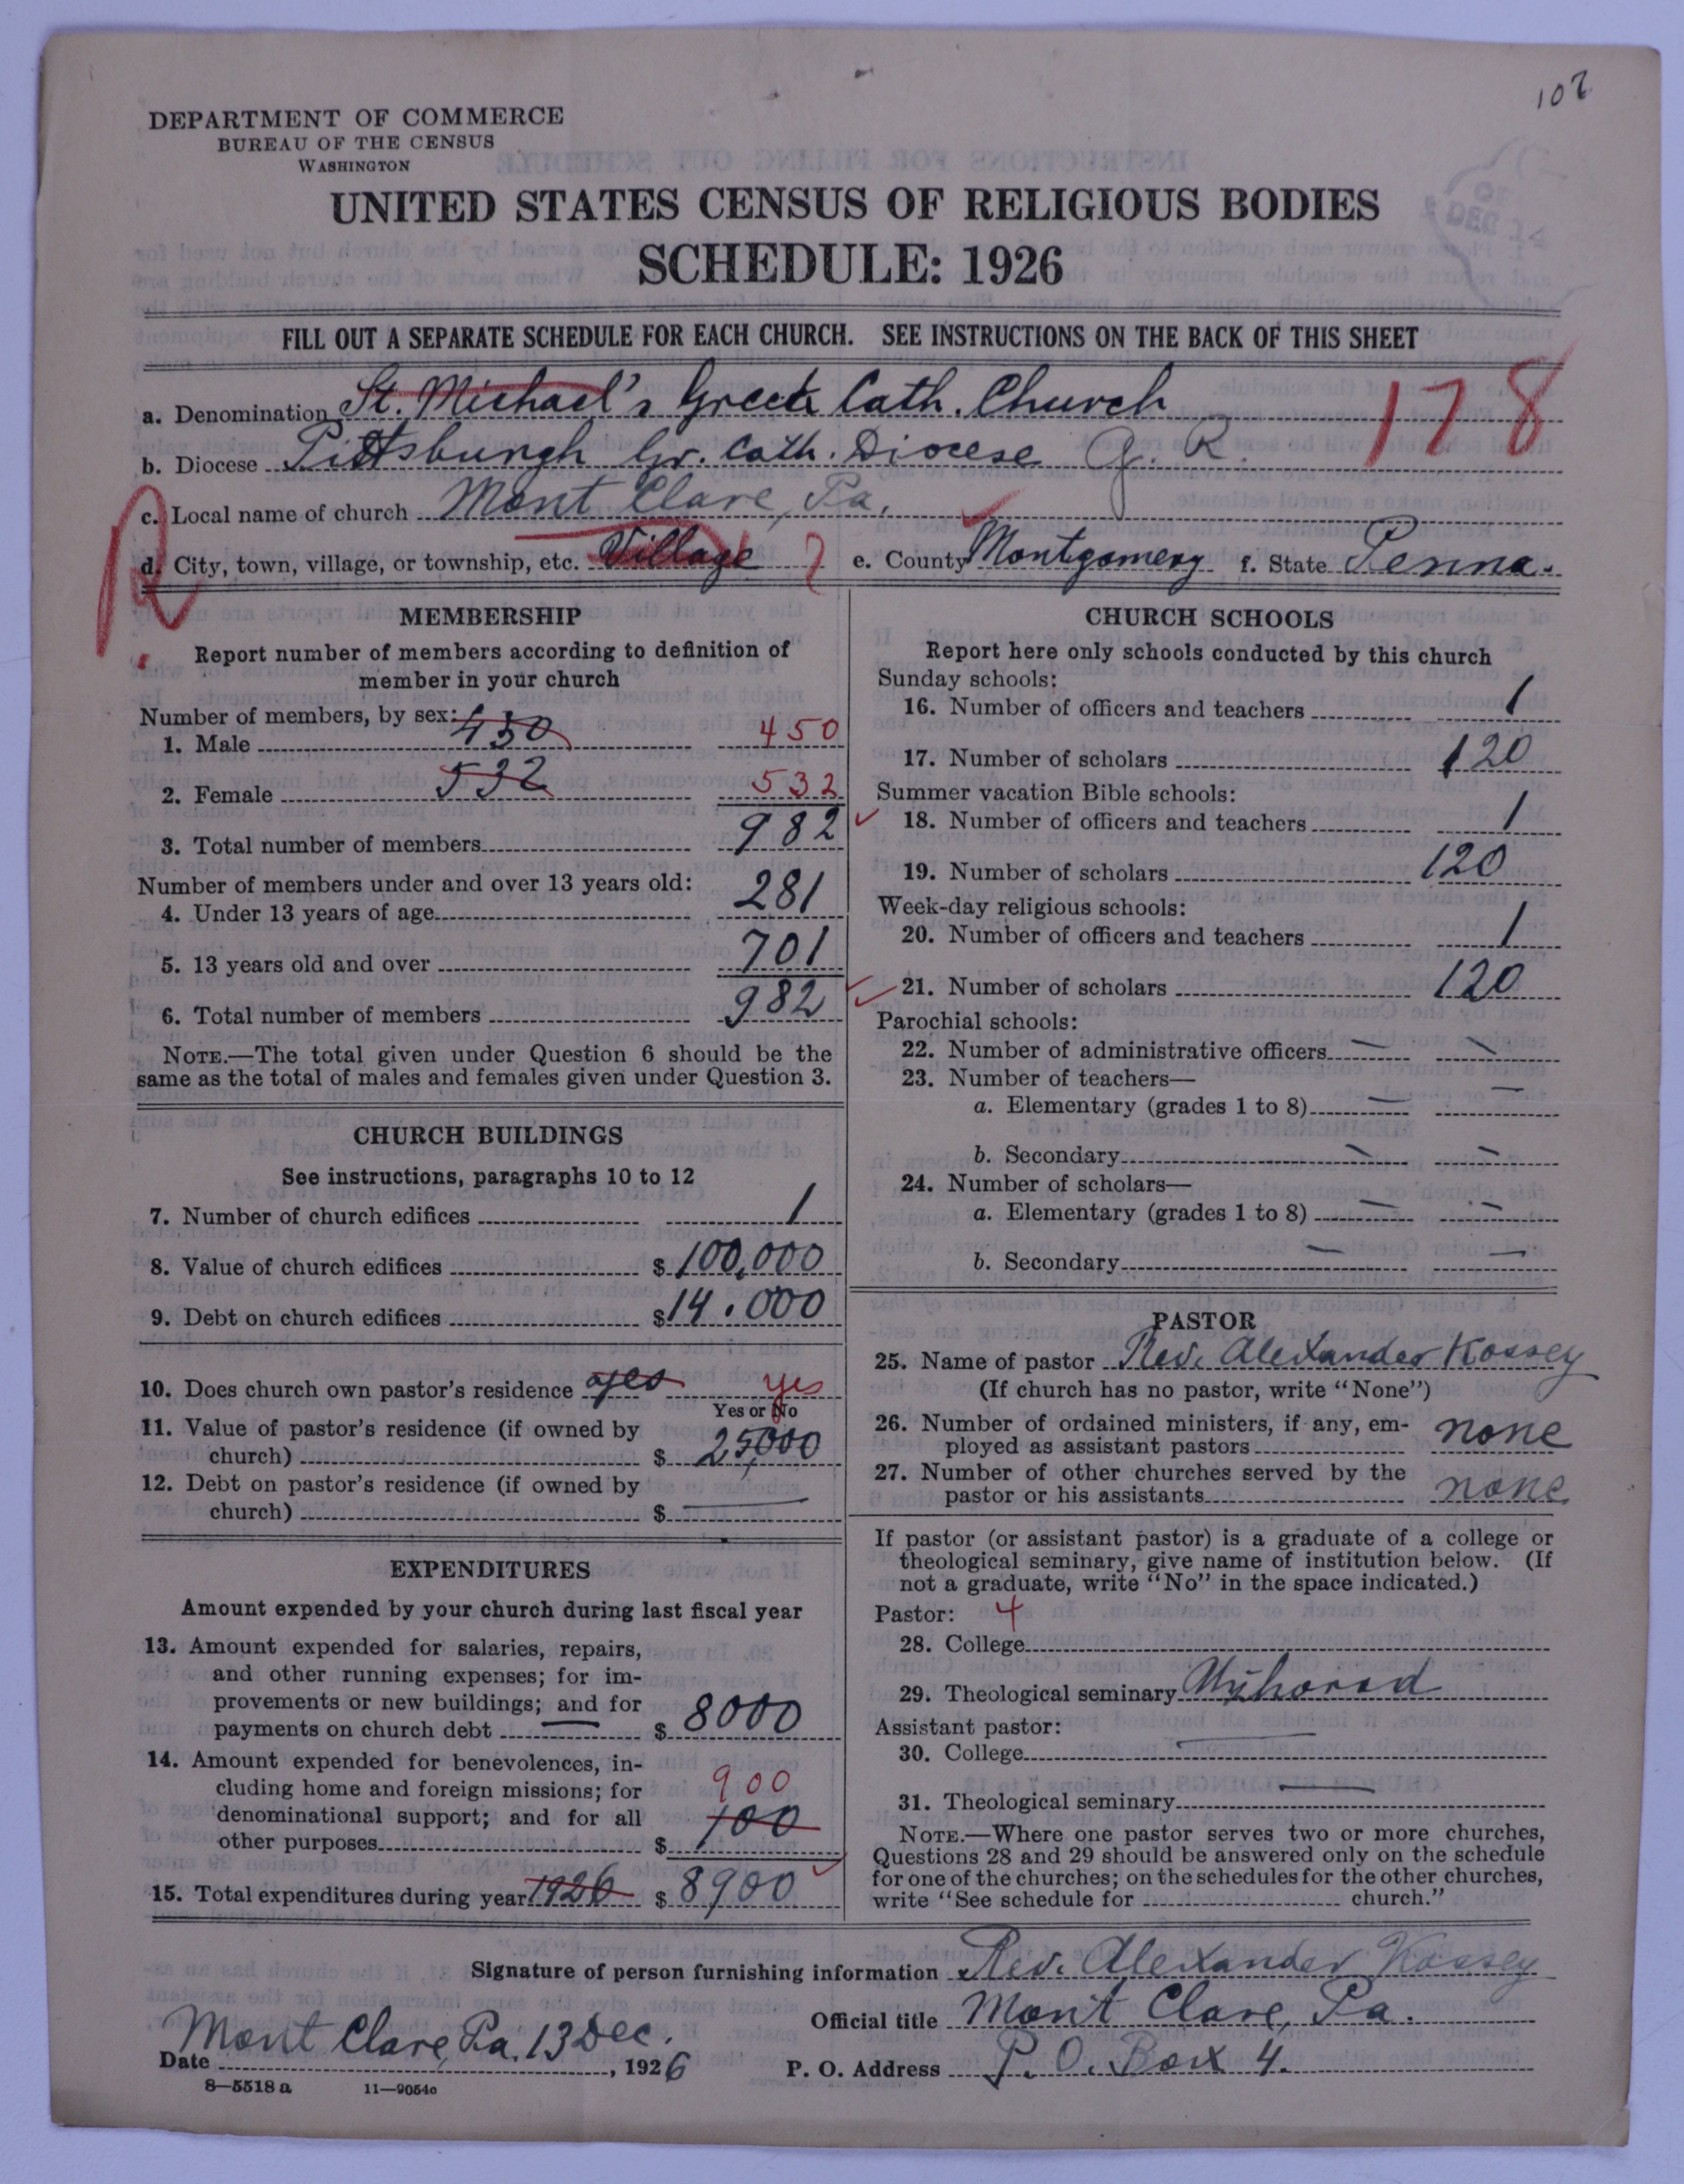 102
DEPARTMENT OF COMMERCE
BUREAU OF THE CENSUS
WASHINGTON
UNITED STATES CENSUS OF RELIGIOUS BODIES
SCHEDULE: 1926
FILL OUT A SEPARATE SCHEDULE FOR EACH CHURCH. SEE INSTRUCTIONS ON THE BACK OF THIS SHEET
a. Denomination St. Michael's Greek Cath. Church 178
b. Diocese Pittsburgh Gr. Cath. Diocese G. R.
c. Local name of church Mont Clare, Pa.
d. City, town, village, or township, etc. Village e. County Montgomery f. State Penna.
MEMBERSHIP
Report number of members according to definition of
member in your church
Number of members, by sex:
1. Male 450 450
2. Female 532 532
3. Total number of members 982
Number of members under and over 13 years old:
4. Under 13 years of age 281
5. 13 years old and over 701
6. Total number of members 982
NOTE.—The total given under Question 6 should be the
same as the total of males and females given under Question 3.
CHURCH BUILDINGS
See instructions, paragraphs 10 to 12
7. Number of church edifices 1
8. Value of church edifices $ 100,000
9. Debt on church edifices $ 14.000
10. Does church own pastor's residence yes yes
Yes or No
11. Value of pastor's residence (if owned by
church) $ 25,000
12. Debt on pastor's residence (if owned by
church) $ —
EXPENDITURES
Amount expended by your church during last fiscal year
13. Amount expended for salaries, repairs,
and other running expenses; for im-
provements or new buildings; and for
payments on church debt $ 8000
14. Amount expended for benevolences, in-
cluding home and foreign missions; for 900
denominational support; and for all 100
other purposes $
15. Total expenditures during year 1926 $ 8900
CHURCH SCHOOLS
Report here only schools conducted by this church
Sunday schools:
16. Number of officers and teachers 1
17. Number of scholars 120
Summer vacation Bible schools:
18. Number of officers and teachers 1
19. Number of scholars 120
Week-day religious schools:
20. Number of officers and teachers 1
21. Number of scholars 120
Parochial schools:
22. Number of administrative officers — —
23. Number of teachers—
a. Elementary (grades 1 to 8) — —
b. Secondary — —
24. Number of scholars—
a. Elementary (grades 1 to 8) — —
b. Secondary — —
PASTOR
25. Name of pastor Rev. Alexander Kossey
(If church has no pastor, write "None")
26. Number of ordained ministers, if any, em-
ployed as assistant pastors none
27. Number of other churches served by the
pastor or his assistants none
If pastor (or assistant pastor) is a graduate of a college or
theological seminary, give name of institution below. (If
not a graduate, write "No" in the space indicated.)
Pastor: 4
28. College
29. Theological seminary
Assistant pastor:
30. College —
31. Theological seminary —
NOTE.—Where one pastor serves two or more churches,
Questions 28 and 29 should be answered only on the schedule
for one of the churches; on the schedules for the other churches,
write "See schedule for church."
Signature of person furnishing information Rev. Alexander Kossey
Official title Mont Clare, Pa.
Date Mont Clare, Pa. 13 Dec., 1926
P. O. Address P. O. Box 4.
8—5518 a 11—9054c